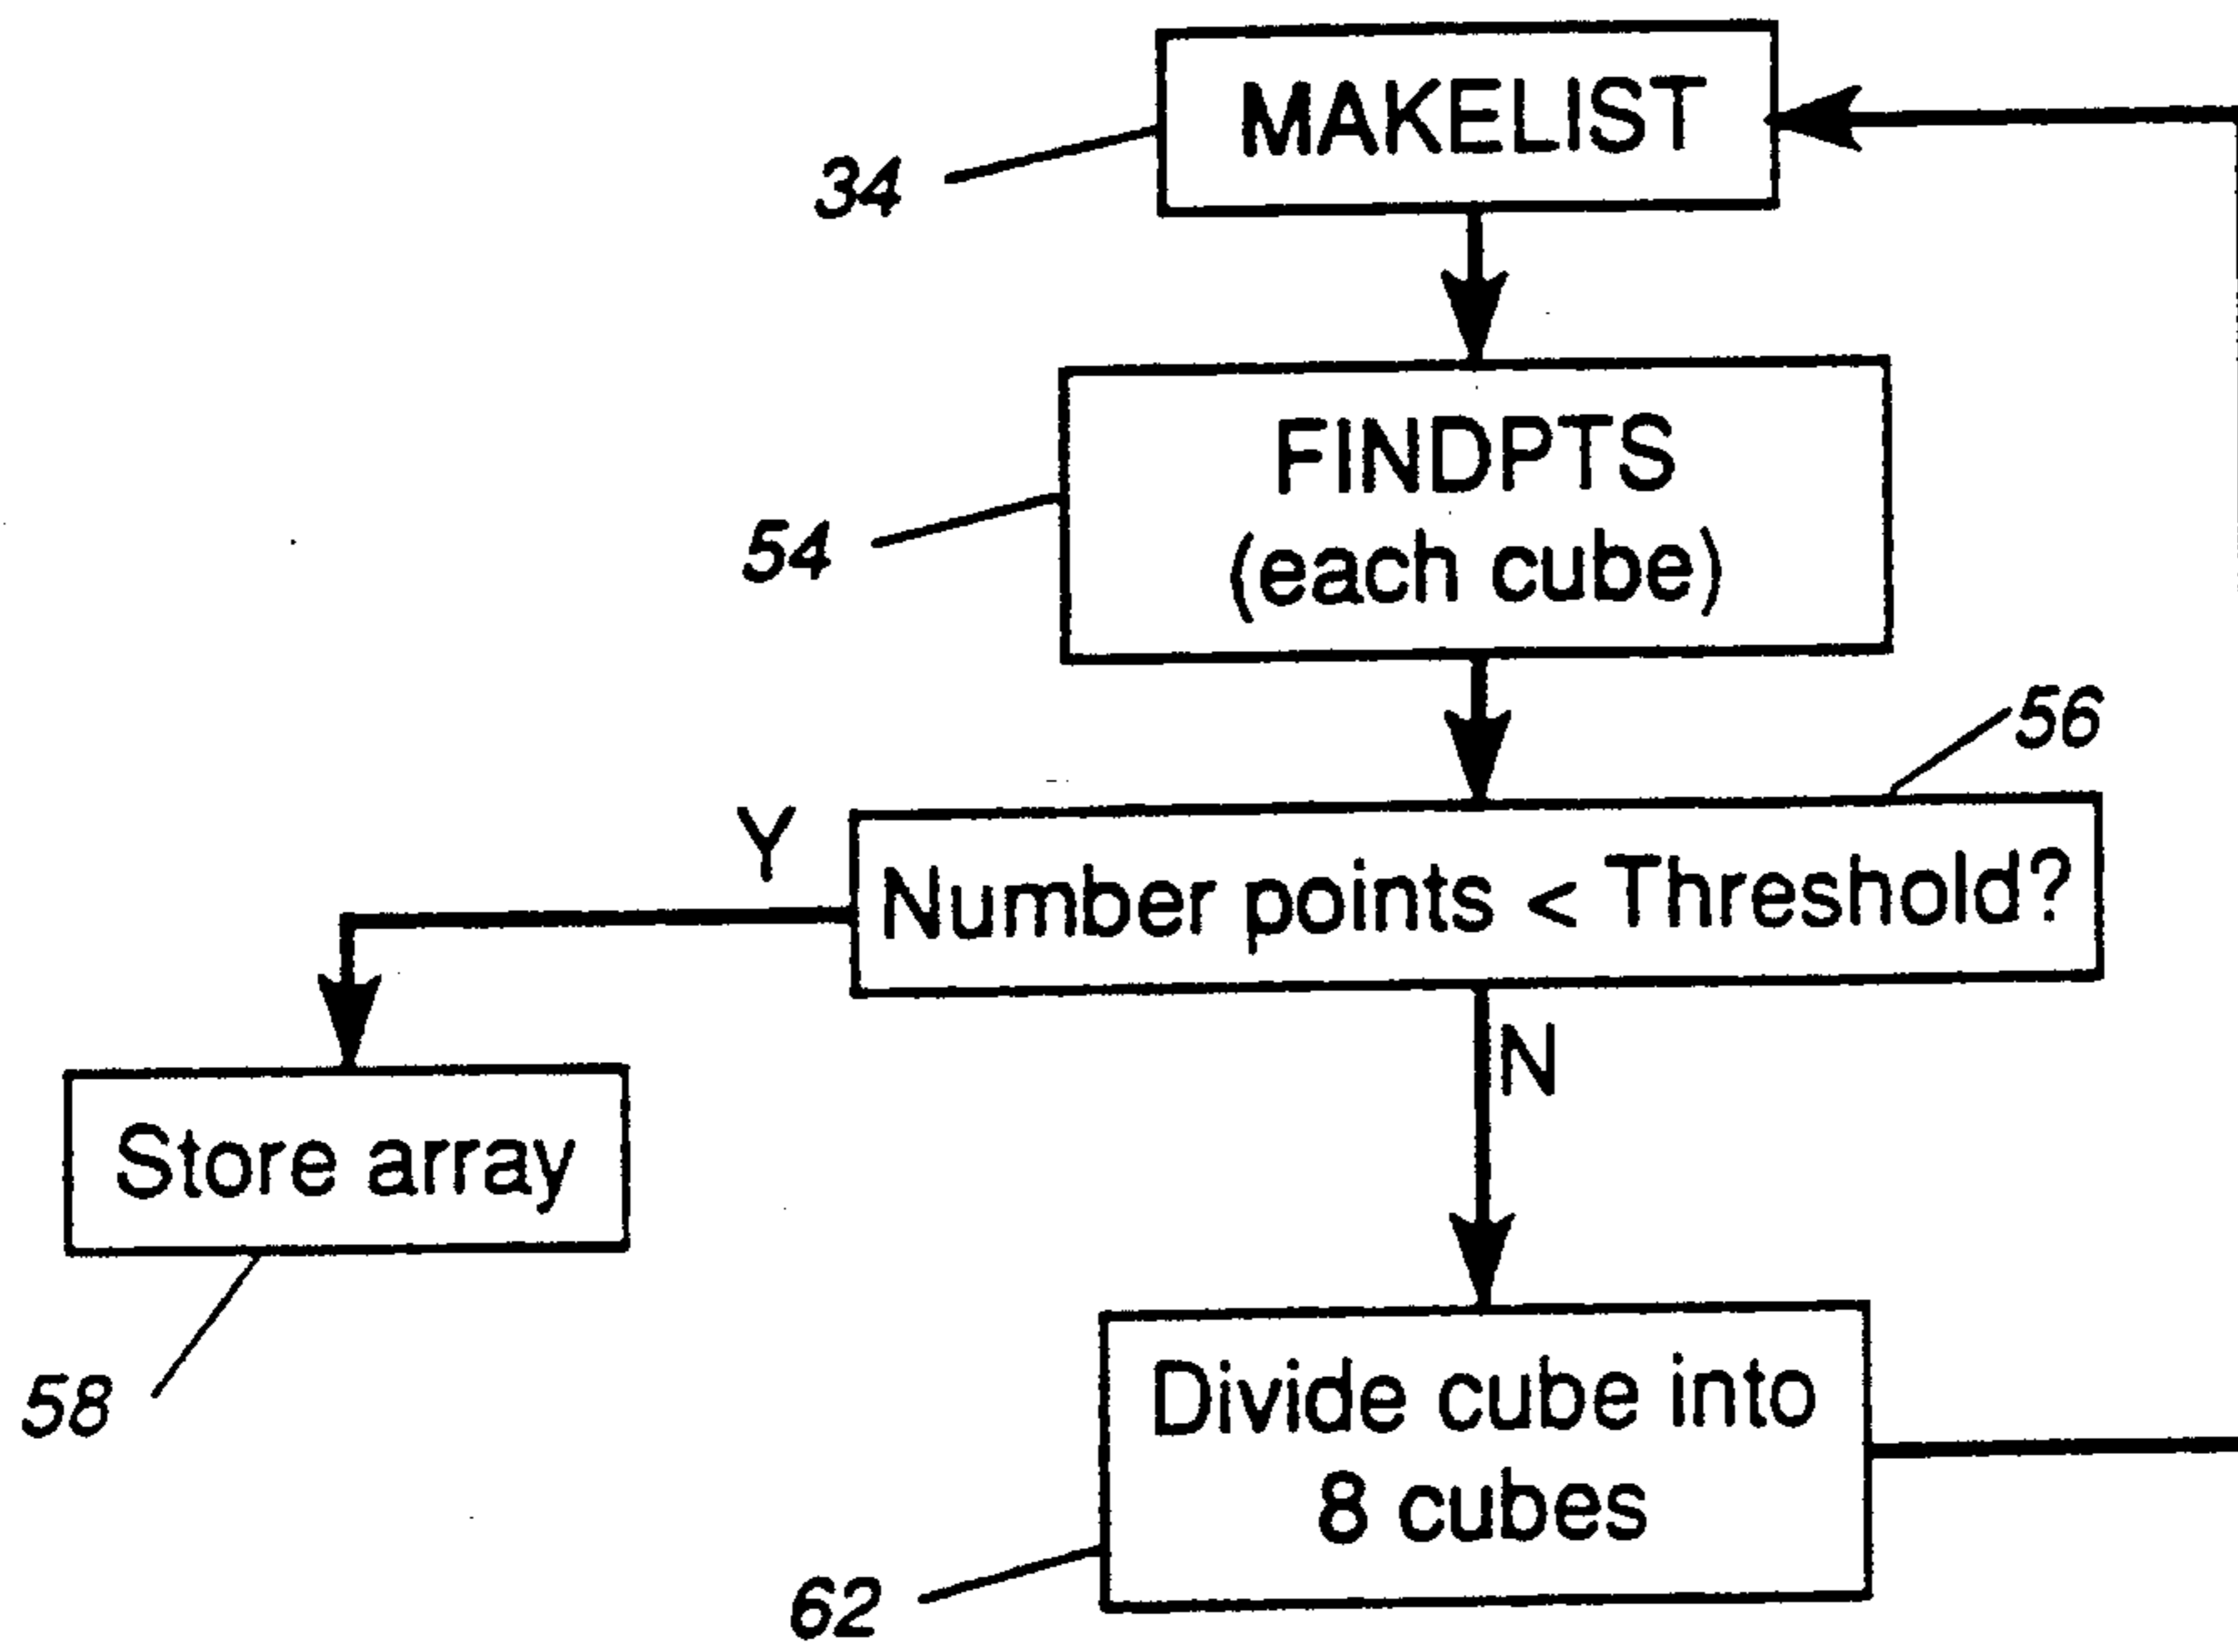 MAKELIST
34
FINDPTS
(each cube)
54
56
Y
Number points < Threshold?
N
Store array
58
Divide cube into
8 cubes
62